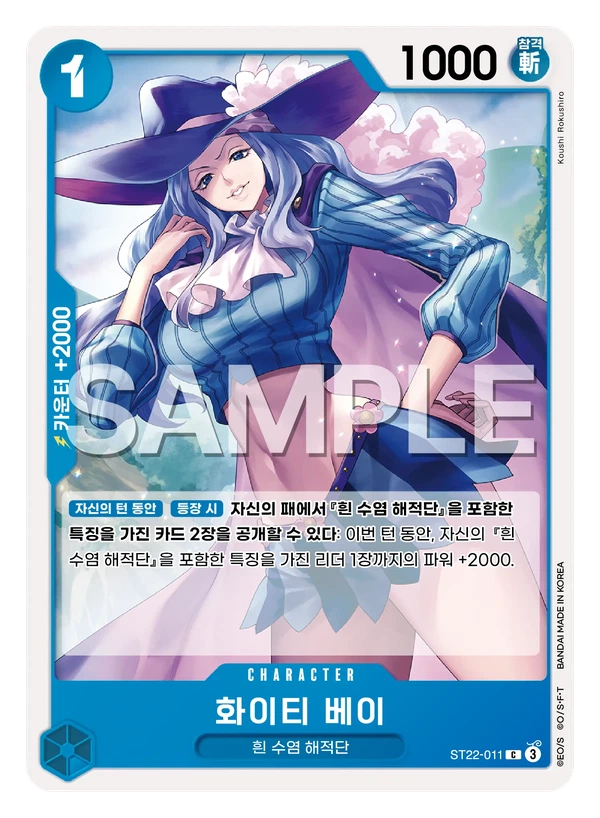 1
1000
참격
斬
Koushi Rokushiro
카운터 +2000
SAMPLE
자신의 턴 동안 등장 시 자신의 패에서 『흰 수염 해적단』을 포함한
특징을 가진 카드 2장을 공개할 수 있다: 이번 턴 동안, 자신의 『흰
수염 해적단』을 포함한 특징을 가진 리더 1장까지의 파워 +2000.
CHARACTER
화이티 베이
흰 수염 해적단
ST22-011 C 3
©EO/S ©O/S·F·T BANDAI MADE IN KOREA